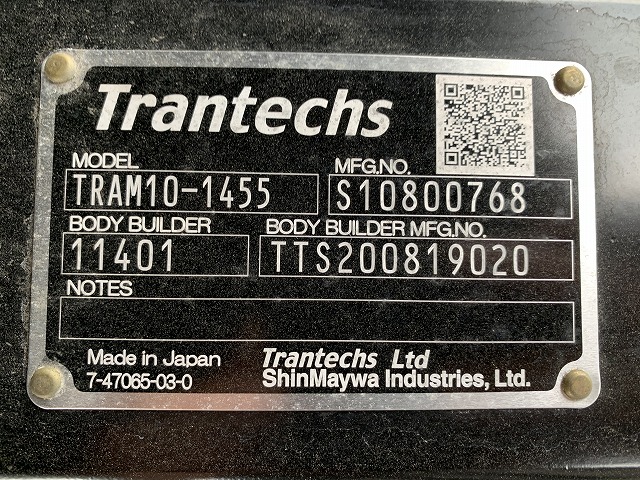 Trantechs
MODEL MFG.NO.
TRAM10-1455 S10800768
BODY BUILDER BODY BUILDER MFG.NO.
11401 TTS200819020
NOTES
Made in Japan Trantechs Ltd
7-47065-03-0 ShinMaywa Industries, Ltd.